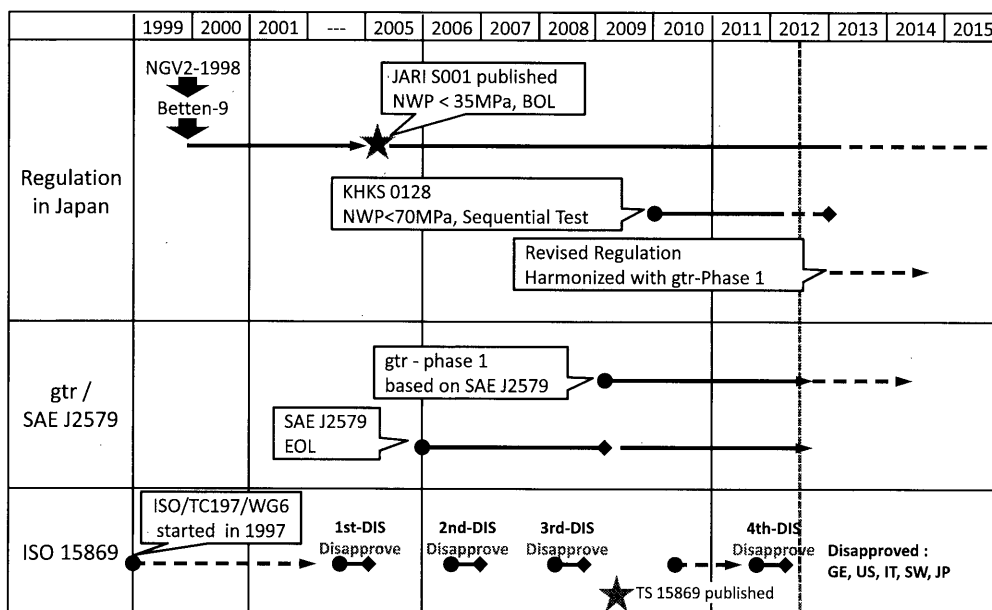 1999 2000 2001 --- 2005 2006 2007 2008 2009 2010 2011 2012 2013 2014 2015
Regulation
in Japan
NGV2-1998
Betten-9
JARI S001 published
NWP < 35MPa, BOL
KHKS 0128
NWP<70MPa, Sequential Test
Revised Regulation
Harmonized with gtr-Phase 1
gtr /
SAE J2579
gtr - phase 1
based on SAE J2579
SAE J2579
EOL
ISO 15869
ISO/TC197/WG6
started in 1997
1st-DIS
Disapprove
2nd-DIS
Disapprove
3rd-DIS
Disapprove
4th-DIS
Disapprove
Disapproved :
GE, US, IT, SW, JP
TS 15869 published